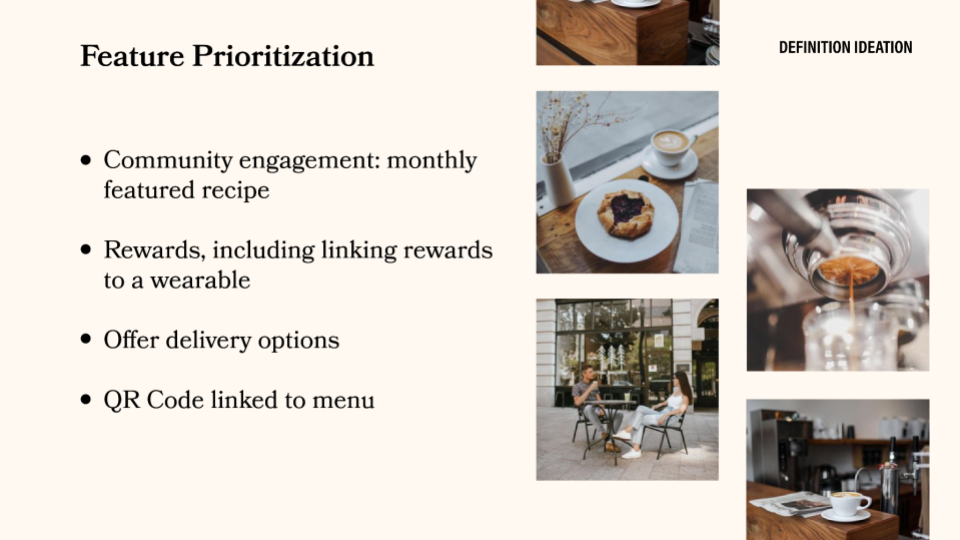 Feature Prioritization
DEFINITION IDEATION
● Community engagement: monthly
featured recipe
● Rewards, including linking rewards
to a wearable
● Offer delivery options
● QR Code linked to menu